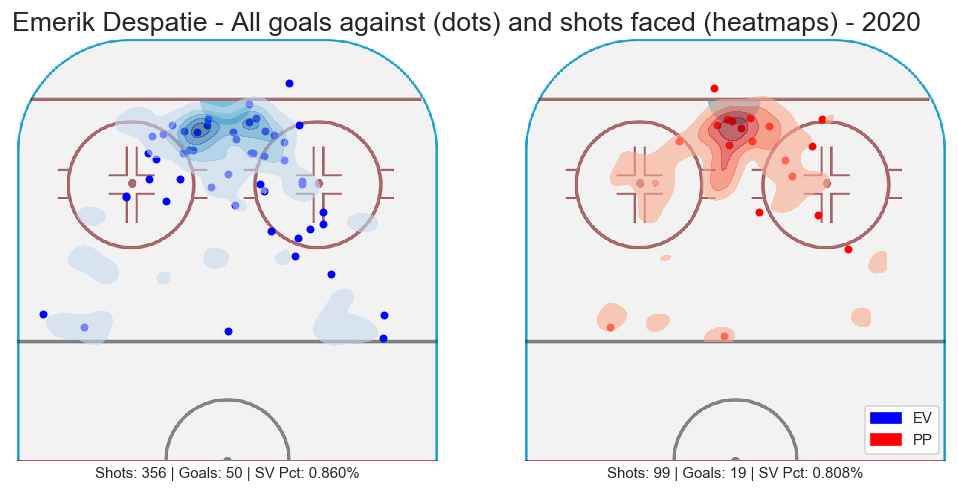 Emerik Despatie - All goals against (dots) and shots faced (heatmaps) - 2020
EV
PP
Shots: 356 | Goals: 50 | SV Pct: 0.860%
Shots: 99 | Goals: 19 | SV Pct: 0.808%